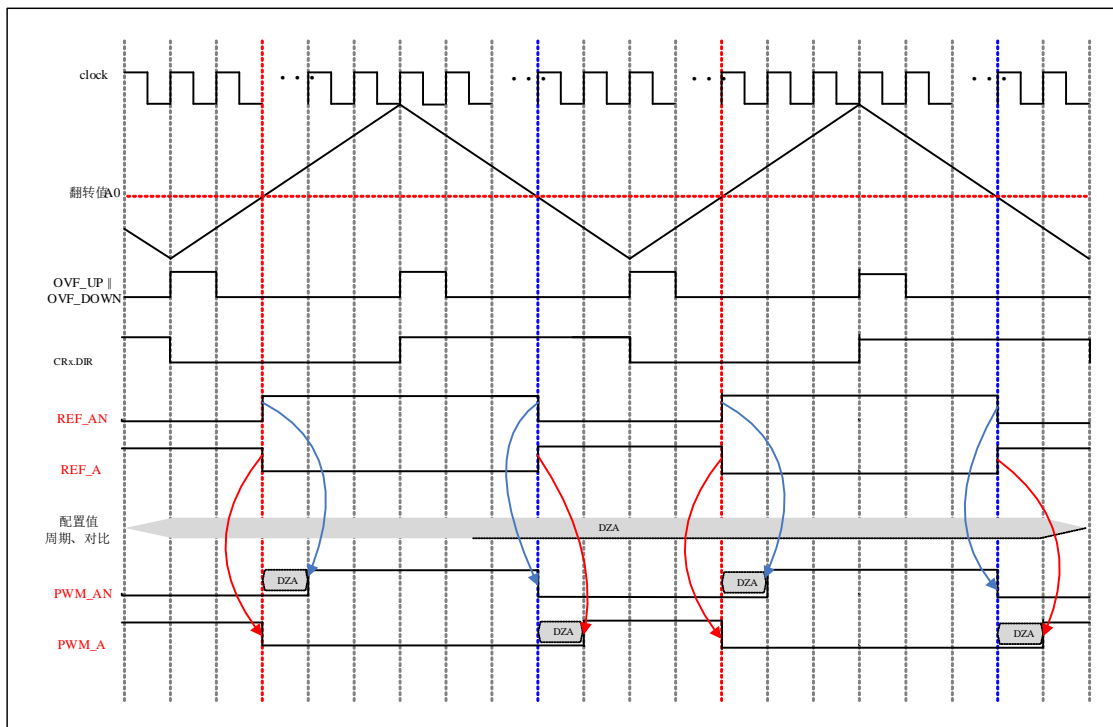 clock
翻转值A0
OVF_UP ||
OVF_DOWN
CRx.DIR
REF_AN
REF_A
配置值
周期、对比
DZA
DZA
DZA
PWM_AN
DZA
DZA
PWM_A